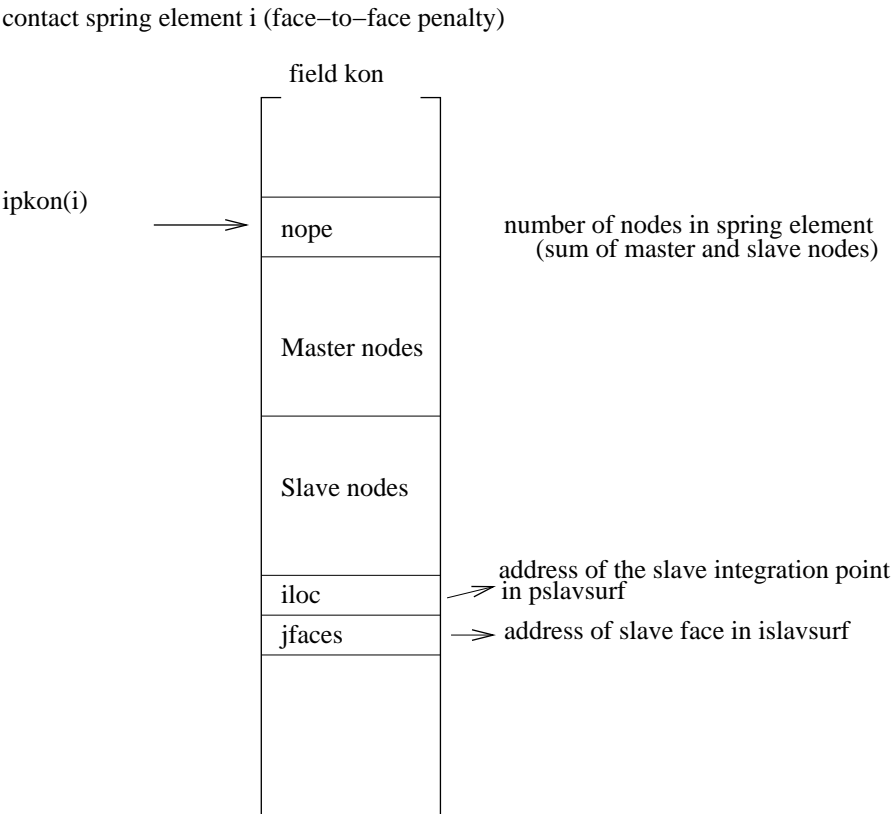 contact spring element i (face−to−face penalty)
field kon
ipkon(i)
nope
number of nodes in spring element
(sum of master and slave nodes)
Master nodes
Slave nodes
iloc
address of the slave integration point
in pslavsurf
jfaces
address of slave face in islavsurf